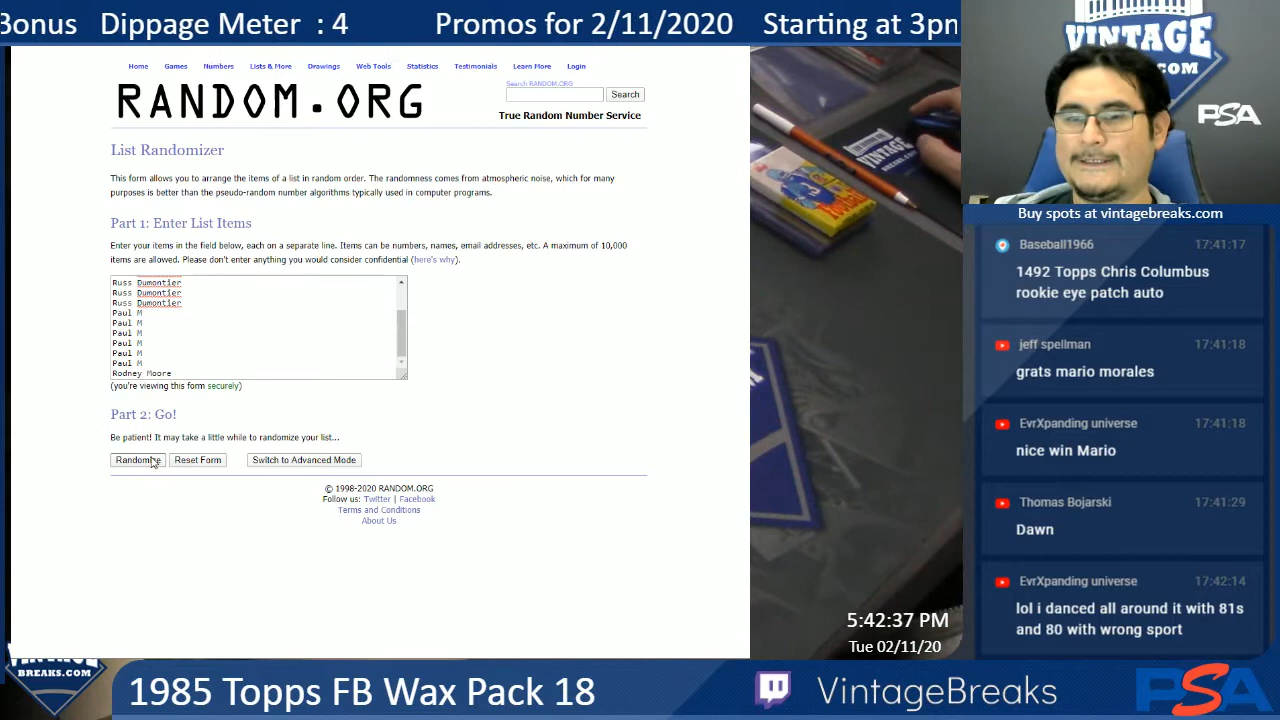 Bonus Dippage Meter : 4 Promos for 2/11/2020 Starting at 3pm
Home Games Numbers Lists & More Drawings Web Tools Statistics Testimonials Learn More Login
RANDOM.ORG
Search RANDOM.ORG
Search
True Random Number Service
List Randomizer
This form allows you to arrange the items of a list in random order. The randomness comes from atmospheric noise, which for many
purposes is better than the pseudo-random number algorithms typically used in computer programs.
Part 1: Enter List Items
Enter your items in the field below, each on a separate line. Items can be numbers, names, email addresses, etc. A maximum of 10,000
items are allowed. Please don't enter anything you would consider confidential (here's why).
Russ Dumontier
Russ Dumontier
Russ Dumontier
Paul M
Paul M
Paul M
Paul M
Paul M
Paul M
Rodney Moore
(you're viewing this form securely)
Part 2: Go!
Be patient! It may take a little while to randomize your list...
Randomize Reset Form Switch to Advanced Mode
© 1998-2020 RANDOM.ORG
Follow us: Twitter | Facebook
Terms and Conditions
About Us
VINTAGE
.COM
PSA
VINTAGE
Football
Buy spots at vintagebreaks.com
Baseball1966 17:41:17
1492 Topps Chris Columbus
rookie eye patch auto
jeff spellman 17:41:18
grats mario morales
EvrXpanding universe 17:41:18
nice win Mario
Thomas Bojarski 17:41:29
Dawn
EvrXpanding universe 17:42:14
lol i danced all around it with 81s
and 80 with wrong sport
5:42:37 PM
Tue 02/11/20
VINTAGE
BREAKS.COM
1985 Topps FB Wax Pack 18
VintageBreaks
PSA